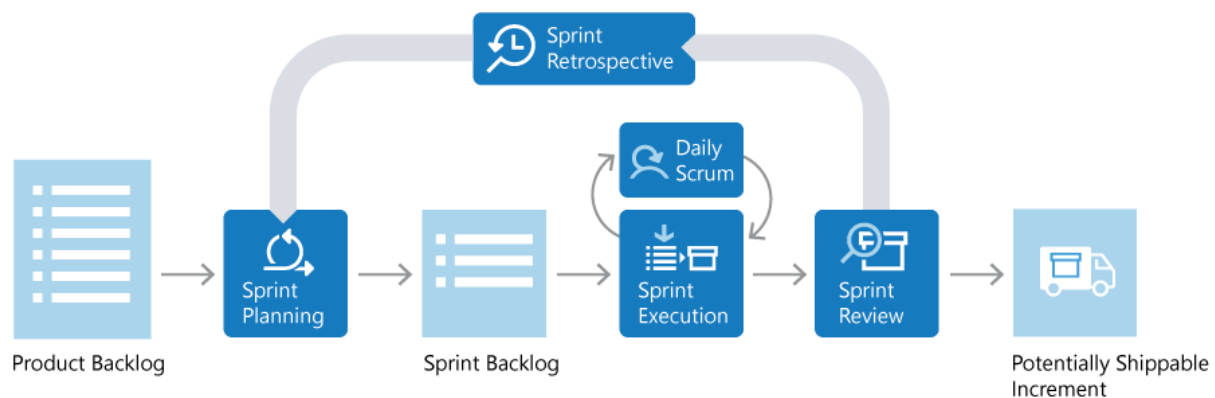 Sprint
Retrospective
Daily
Scrum
Sprint
Planning
Sprint
Execution
Sprint
Review
Product Backlog
Sprint Backlog
Potentially Shippable
Increment